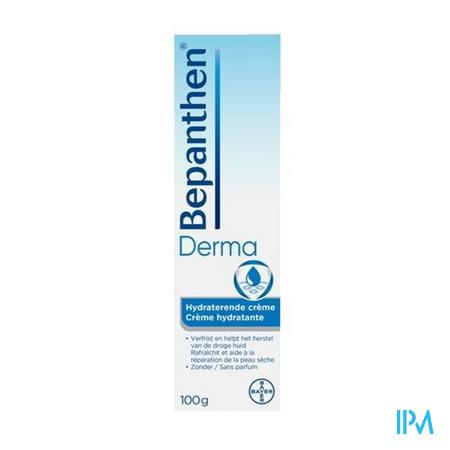 Bepanthen®
Derma
Hydraterende crème
Crème hydratante
• Verfrist en helpt het herstel
van de droge huid
Rafraîchit et aide à la
réparation de la peau sèche
• Zonder / Sans parfum
100g
BAYER
BAYER
IPM